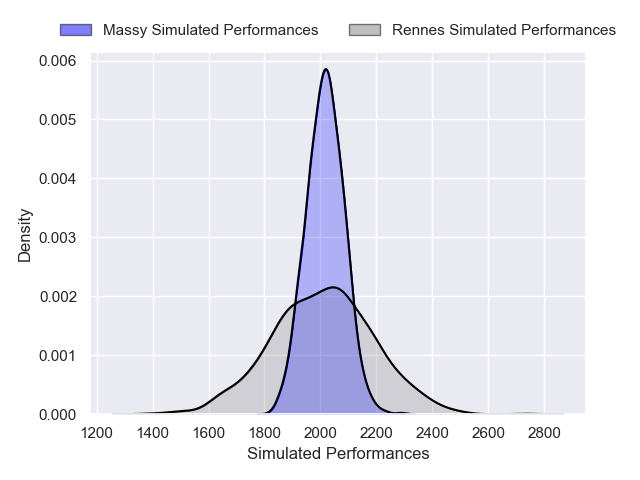 Massy Simulated Performances Rennes Simulated Performances
0.006
0.005
0.004
0.003
0.002
0.001
0.000
Density
1200 1400 1600 1800 2000 2200 2400 2600 2800
Simulated Performances